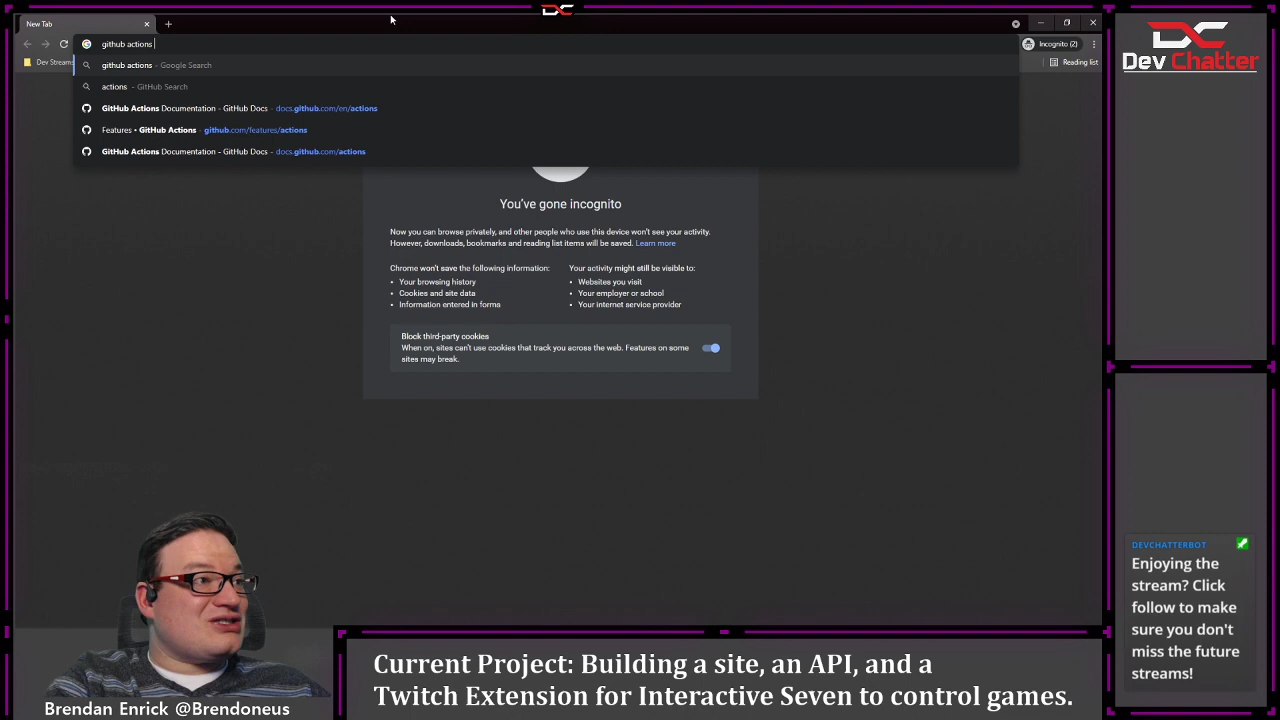 DC
New Tab
github actions
Incognito (2)
Dev Streams
Reading list
github actions - Google Search
actions - GitHub Search
GitHub Actions Documentation - GitHub Docs - docs.github.com/en/actions
Features • GitHub Actions - github.com/features/actions
GitHub Actions Documentation - GitHub Docs - docs.github.com/actions
You've gone incognito
Now you can browse privately, and other people who use this device won't see your activity.
However, downloads, bookmarks and reading list items will be saved. Learn more
Chrome won't save the following information:
• Your browsing history
• Cookies and site data
• Information entered in forms
Your activity might still be visible to:
• Websites you visit
• Your employer or school
• Your internet service provider
Block third-party cookies
When on, sites can't use cookies that track you across the web. Features on some
sites may break.
DC
Dev Chatter
DEVCHATTERBOT
Enjoying the
stream? Click
follow to make
sure you don't
miss the future
streams!
Current Project: Building a site, an API, and a
Twitch Extension for Interactive Seven to control games.
Brendan Enrick @Brendoneus